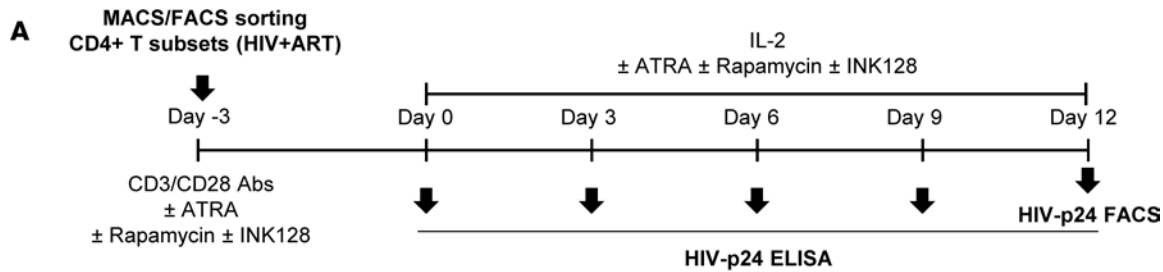 A
MACS/FACS sorting
CD4+ T subsets (HIV+ART)
IL-2
± ATRA ± Rapamycin ± INK128
Day -3
Day 0
Day 3
Day 6
Day 9
Day 12
CD3/CD28 Abs
± ATRA
± Rapamycin ± INK128
HIV-p24 FACS
HIV-p24 ELISA